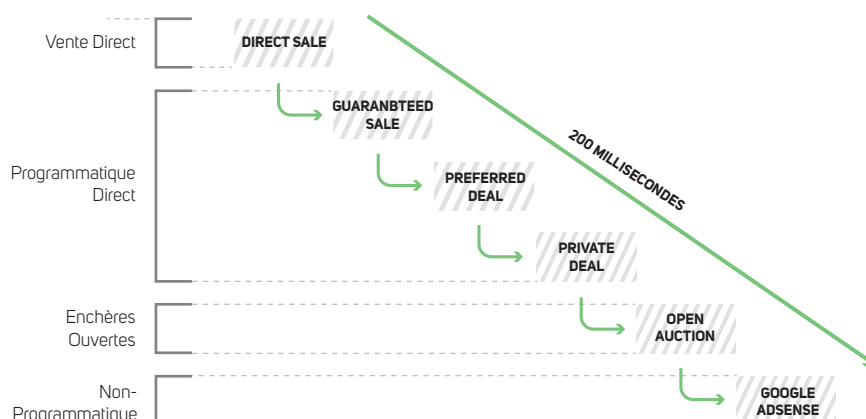 Vente Direct
DIRECT SALE
GUARANBTEED
SALE
200 MILLISECONDES
Programmatique
Direct
PREFERRED
DEAL
PRIVATE
DEAL
Enchères
Ouvertes
OPEN
AUCTION
Non-
Programmatique
GOOGLE
ADSENSE